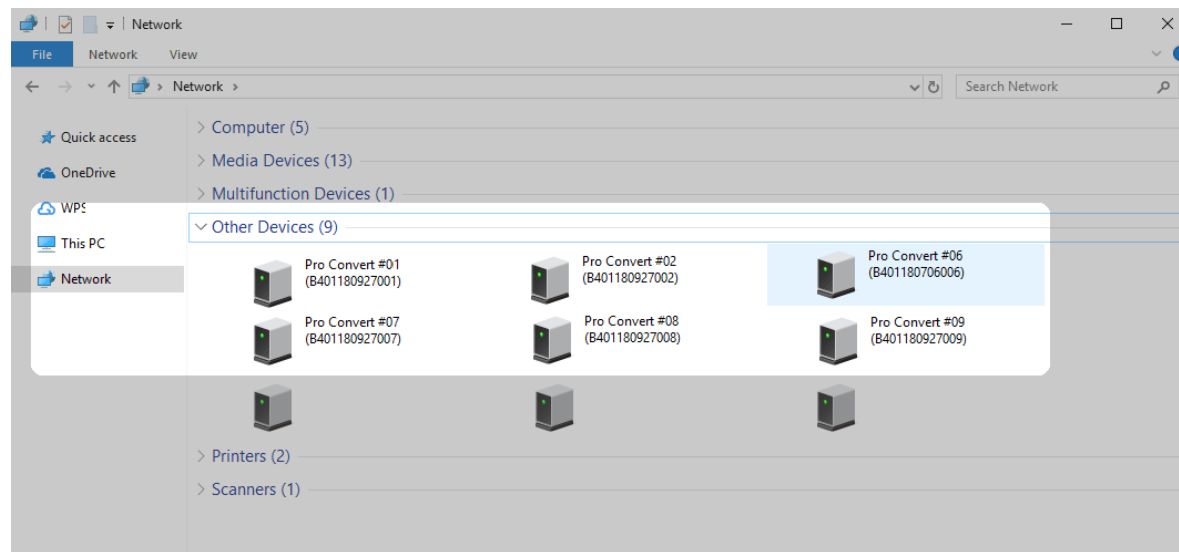 Network
File Network View
Network
Search Network
Quick access
OneDrive
WPS
This PC
Network
Computer (5)
Media Devices (13)
Multifunction Devices (1)
Other Devices (9)
Pro Convert #01
(B401180927001)
Pro Convert #02
(B401180927002)
Pro Convert #06
(B401180706006)
Pro Convert #07
(B401180927007)
Pro Convert #08
(B401180927008)
Pro Convert #09
(B401180927009)
Printers (2)
Scanners (1)